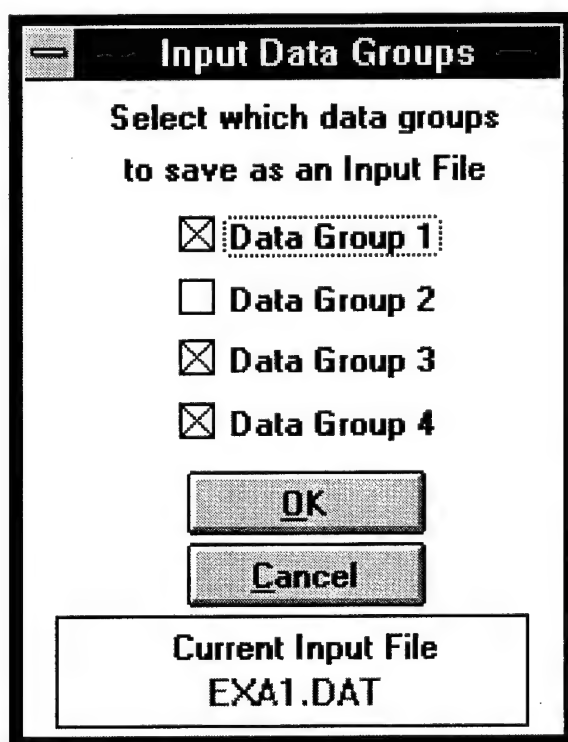 Input Data Groups
Select which data groups
to save as an Input File
Data Group 1
Data Group 2
Data Group 3
Data Group 4
OK
Cancel
Current Input File
EXA1.DAT